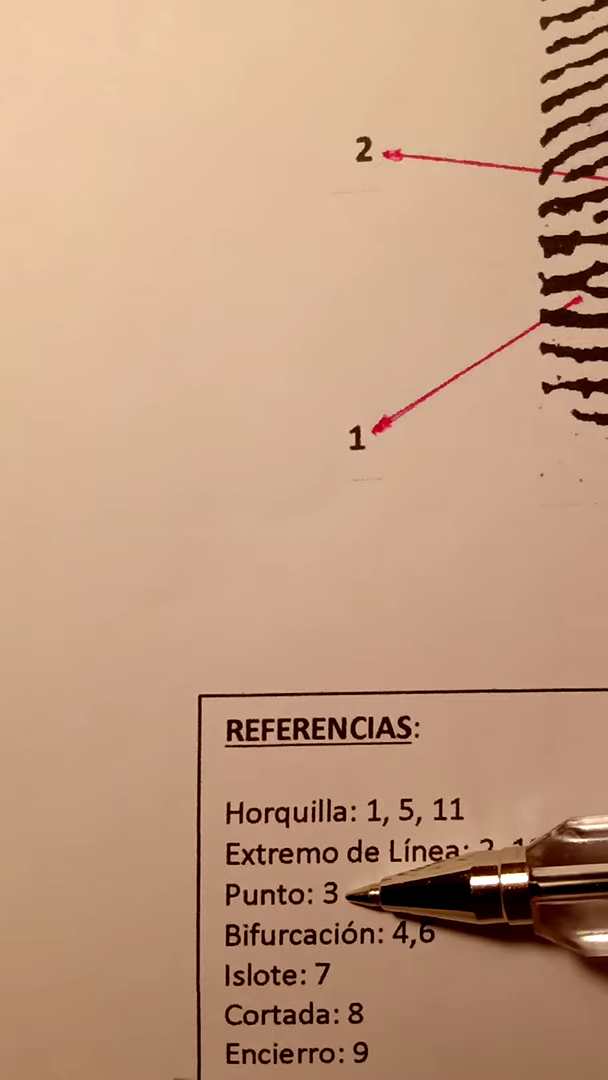 2
1
REFERENCIAS:
Horquilla: 1, 5, 11
Extremo de Línea: 2,
Punto: 3
Bifurcación: 4,6
Islote: 7
Cortada: 8
Encierro: 9